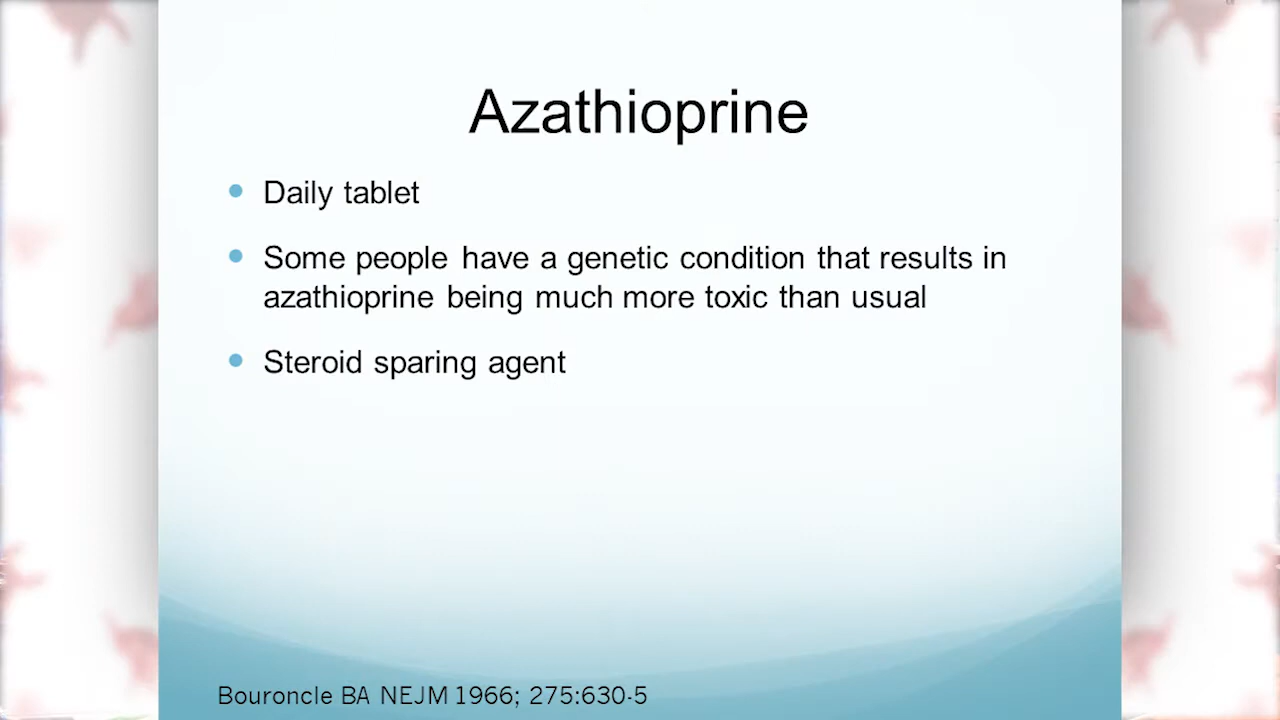 Azathioprine
Daily tablet
Some people have a genetic condition that results in
azathioprine being much more toxic than usual
Steroid sparing agent
Bouroncle BA NEJM 1966; 275:630-5